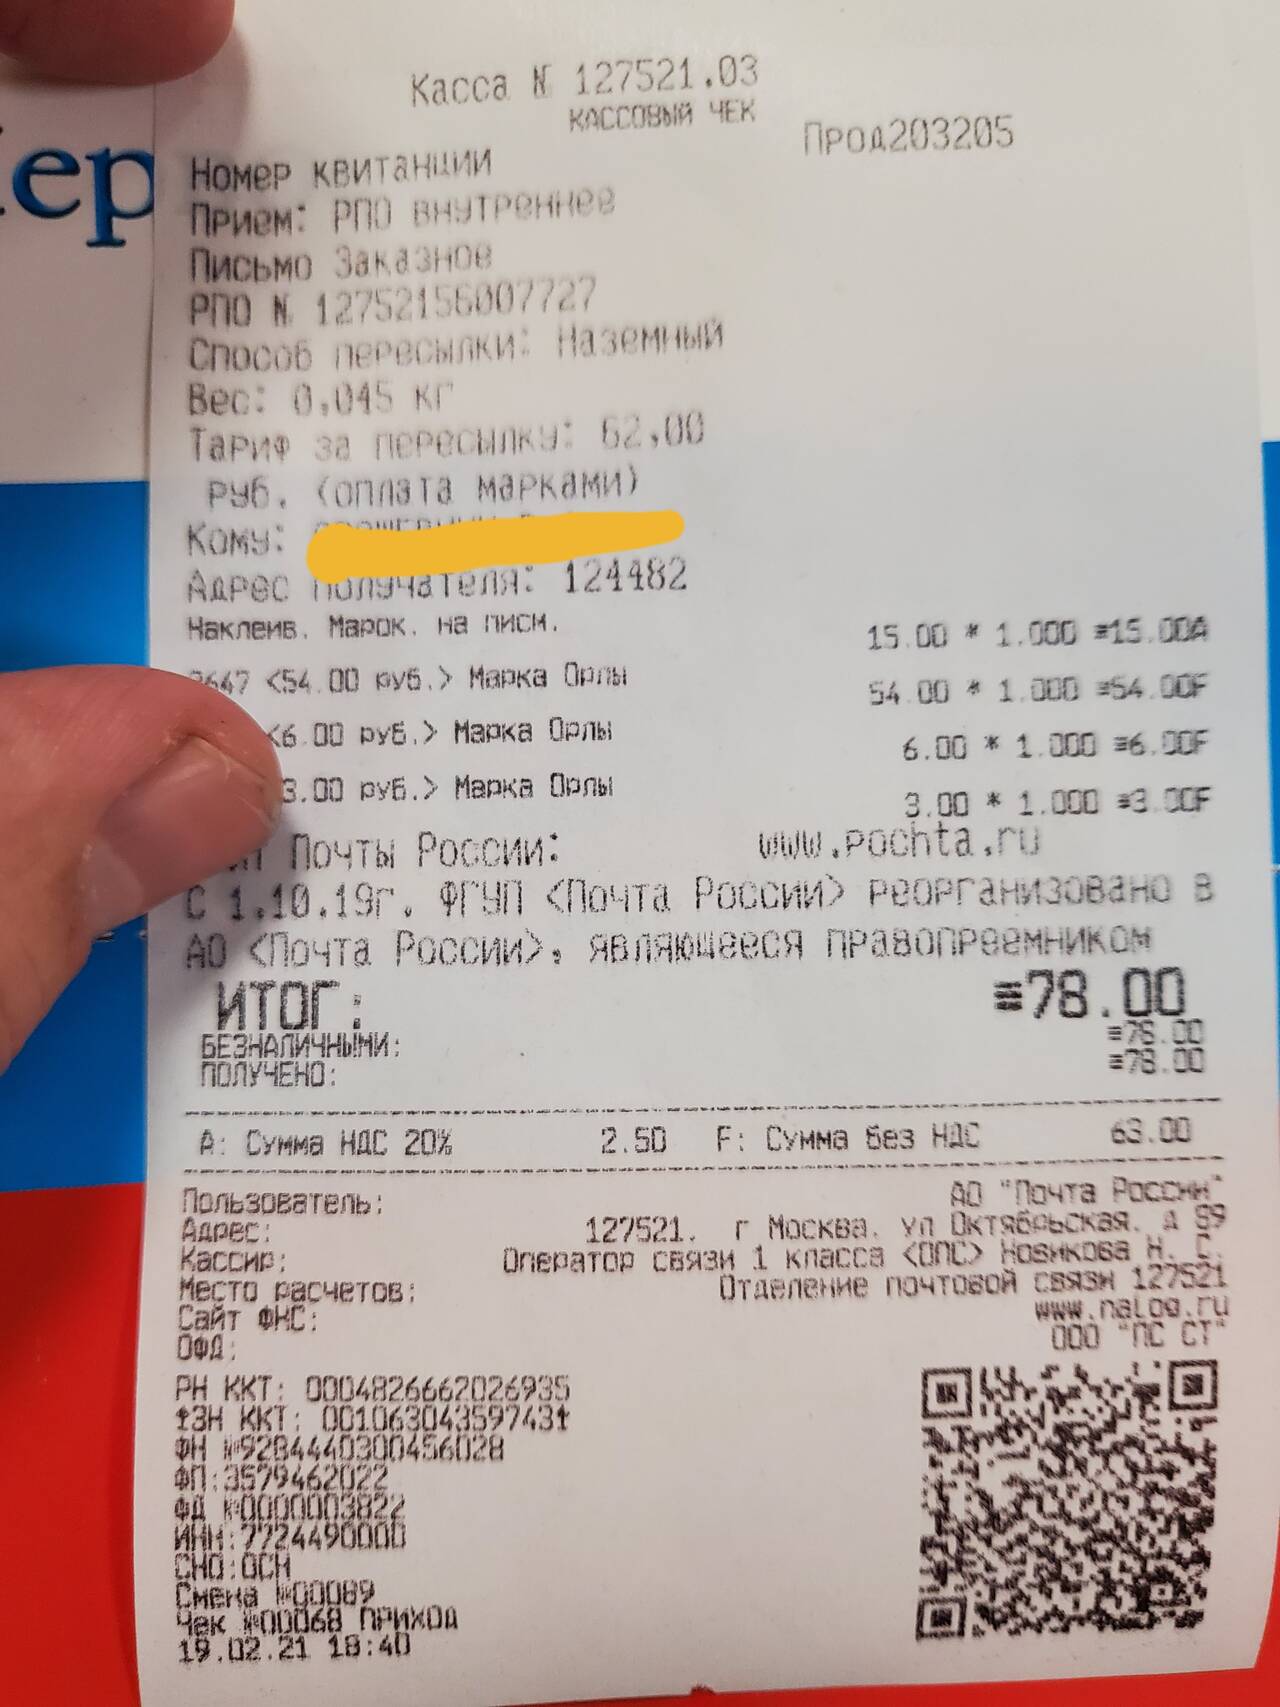 ер
Касса № 127521.03
КАССОВЫЙ ЧЕК
Прод203205
Номер квитанции
Прием: РПО внутреннее
Письмо Заказное
РПО № 12752156007727
Способ пересылки: Наземный
Вес: 0,045 кг
Тариф за пересылку: 62,00
руб. (оплата марками)
Кому:
Адрес получателя: 124482
Наклеив. Марок. на писм. 15.00 * 1.000 ≡15.00А
<54.00 руб.> Марка Орлы 54.00 * 1.000 ≡54.00F
<6.00 руб.> Марка Орлы 6.00 * 1.000 ≡6.00F
3.00 руб.> Марка Орлы 3.00 * 1.000 ≡3.00F
Почты России: www.pochta.ru
С 1.10.19г. ФГУП <Почта России> реорганизовано в
АО <Почта России>, являющееся правопреемником
ИТОГ: ≡78.00
БЕЗНАЛИЧНЫМИ: ≡78.00
ПОЛУЧЕНО: ≡78.00
А: Сумма НДС 20% 2.50 F: Сумма без НДС 63.00
Пользователь: АО "Почта России"
Адрес: 127521, г Москва, ул Октябрьская, д 89
Кассир: Оператор связи 1 класса <ОПС> Новикова Н. С.
Место расчетов: Отделение почтовой связи 127521
Сайт ФНС: www.nalog.ru
ОФД: ООО "ПС СТ"
РН ККТ: 0004826662026935
ЗН ККТ: 00106304359743
ФН №9284440300456028
ФП:3579462022
ФД №0000003822
ИНН:7724490000
СНО:ОСН
Смена №00089
Чек №00068 ПРИХОД
19.02.21 18:40